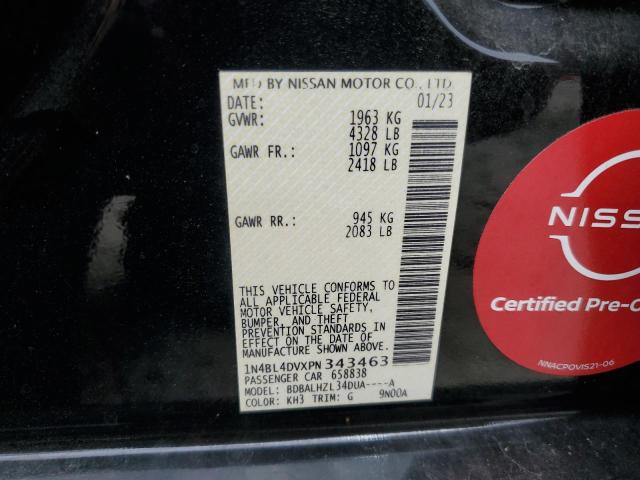 MFD BY NISSAN MOTOR CO., LTD.
DATE: 01/23
GVWR: 1963 KG
4328 LB
GAWR FR.: 1097 KG
2418 LB
GAWR RR.: 945 KG
2083 LB
THIS VEHICLE CONFORMS TO
ALL APPLICABLE FEDERAL
MOTOR VEHICLE SAFETY,
BUMPER, AND THEFT
PREVENTION STANDARDS IN
EFFECT ON THE DATE OF
MANUFACTURE SHOWN ABOVE.
1N4BL4DVXPN343463
PASSENGER CAR 658838
MODEL: BDBALHZL34DUA----A
COLOR: KH3 TRIM: G 9N00A
NISS
Certified Pre-O
NNACPOVIS21-06